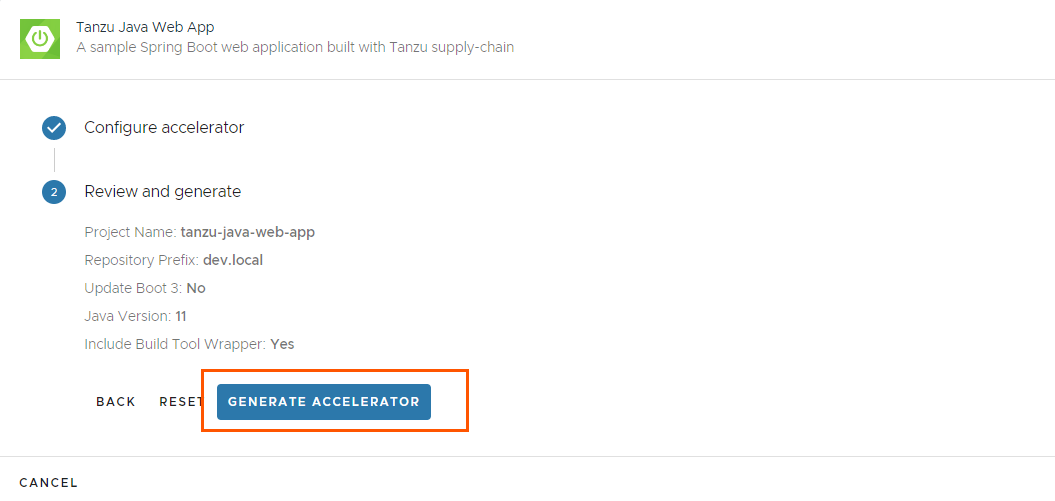 Tanzu Java Web App
A sample Spring Boot web application built with Tanzu supply-chain
Configure accelerator
2 Review and generate
Project Name: tanzu-java-web-app
Repository Prefix: dev.local
Update Boot 3: No
Java Version: 11
Include Build Tool Wrapper: Yes
BACK RESET GENERATE ACCELERATOR
CANCEL